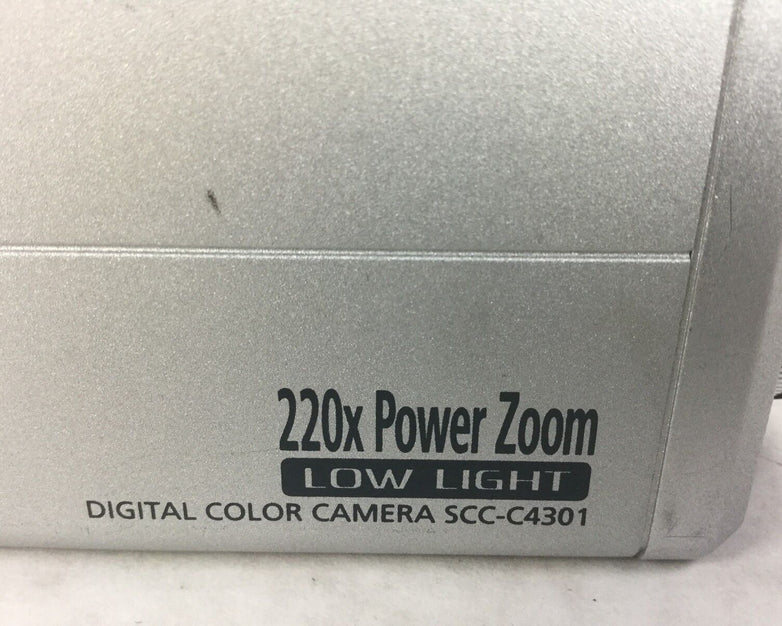 220x Power Zoom
LOW LIGHT
DIGITAL COLOR CAMERA SCC-C4301